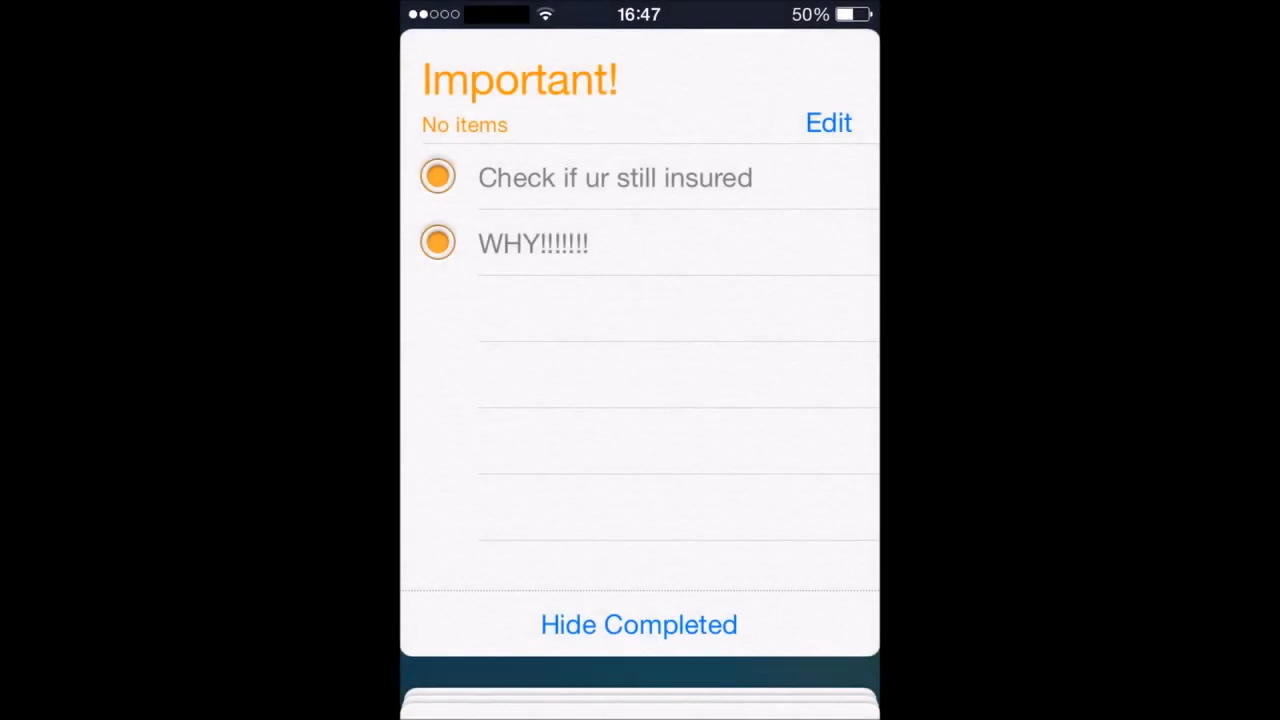 16:47 50%
Important!
No items Edit
Check if ur still insured
WHY!!!!!!!
Hide Completed